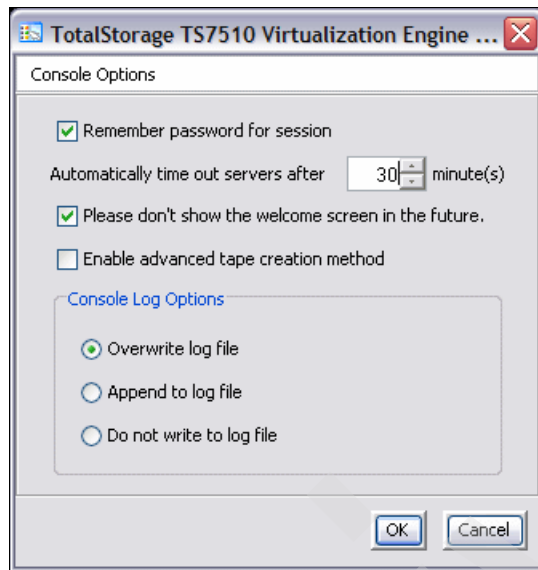 TotalStorage TS7510 Virtualization Engine ...
Console Options
Remember password for session
Automatically time out servers after 30 minute(s)
Please don't show the welcome screen in the future.
Enable advanced tape creation method
Console Log Options
Overwrite log file
Append to log file
Do not write to log file
OK Cancel